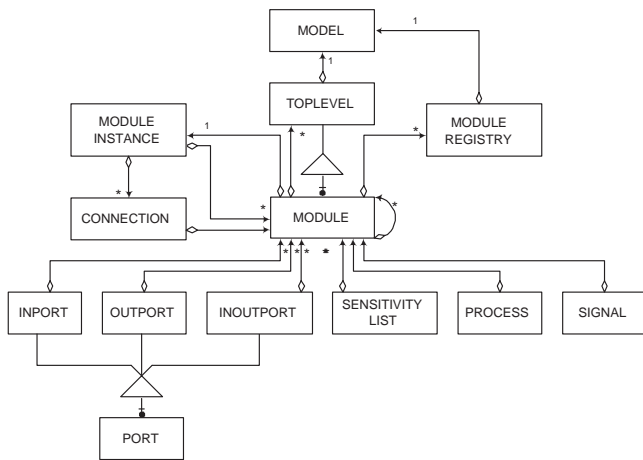 MODEL
1
1
TOPLEVEL
MODULE
INSTANCE
MODULE
REGISTRY
1
*
*
*
*
*
CONNECTION
MODULE
* * * *
INPORT
OUTPORT
INOUTPORT
SENSITIVITY
LIST
PROCESS
SIGNAL
PORT